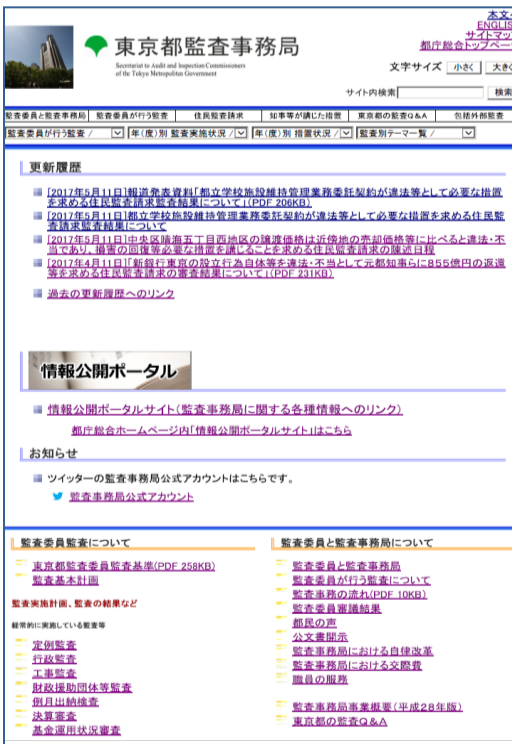 本文へ
ENGLISH
サイトマップ
都庁総合トップページ
東京都監査事務局
Secretariat to Audit and Inspection Commissioners
of the Tokyo Metropolitan Government
文字サイズ 小さく 大きく
サイト内検索 検索
監査委員と監査事務局 監査委員が行う監査 住民監査請求 知事等が講じた措置 東京都の監査Q&A 包括外部監査
監査委員が行う監査 / 年(度)別 監査実施状況 / 年(度)別 措置状況 / 監査別テーマ一覧 /
更新履歴
[2017年5月11日]報道発表資料「都立学校施設維持管理業務委託契約が違法等として必要な措置
を求める住民監査請求監査結果について」(PDF 206KB)
[2017年5月11日]都立学校施設維持管理業務委託契約が違法等として必要な措置を求める住民監
査請求監査結果について
[2017年5月11日]中央区晴海五丁目西地区の譲渡価格は近傍地の売却価格等に比べると違法・不
当であり、損害の回復等必要な措置を講じることを求める住民監査請求の陳述日程
[2017年4月11日]「新銀行東京の設立行為自体等を違法・不当として元都知事らに855億円の返還
等を求める住民監査請求の審査結果について」(PDF 231KB)
過去の更新履歴へのリンク
情報公開ポータル
情報公開ポータルサイト(監査事務局に関する各種情報へのリンク)
都庁総合ホームページ内「情報公開ポータルサイト」はこちら
お知らせ
ツイッターの監査事務局公式アカウントはこちらです。
監査事務局公式アカウント
監査委員監査について
東京都監査委員監査基準(PDF 258KB)
監査基本計画
監査実施計画、監査の結果など
経常的に実施している監査等
定例監査
行政監査
工事監査
財政援助団体等監査
例月出納検査
決算審査
基金運用状況審査
監査委員と監査事務局について
監査委員と監査事務局
監査委員が行う監査について
監査事務の流れ(PDF 10KB)
監査委員審議結果
都民の声
公文書開示
監査事務局における自律改革
監査事務局における交際費
職員の服務
監査事務局事業概要(平成28年版)
東京都の監査Q&A